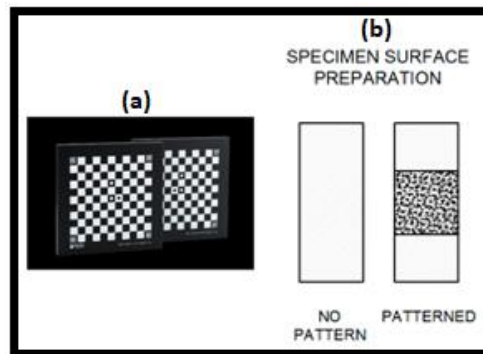 (a)
(b)
SPECIMEN SURFACE
PREPARATION
NO
PATTERN
PATTERNED